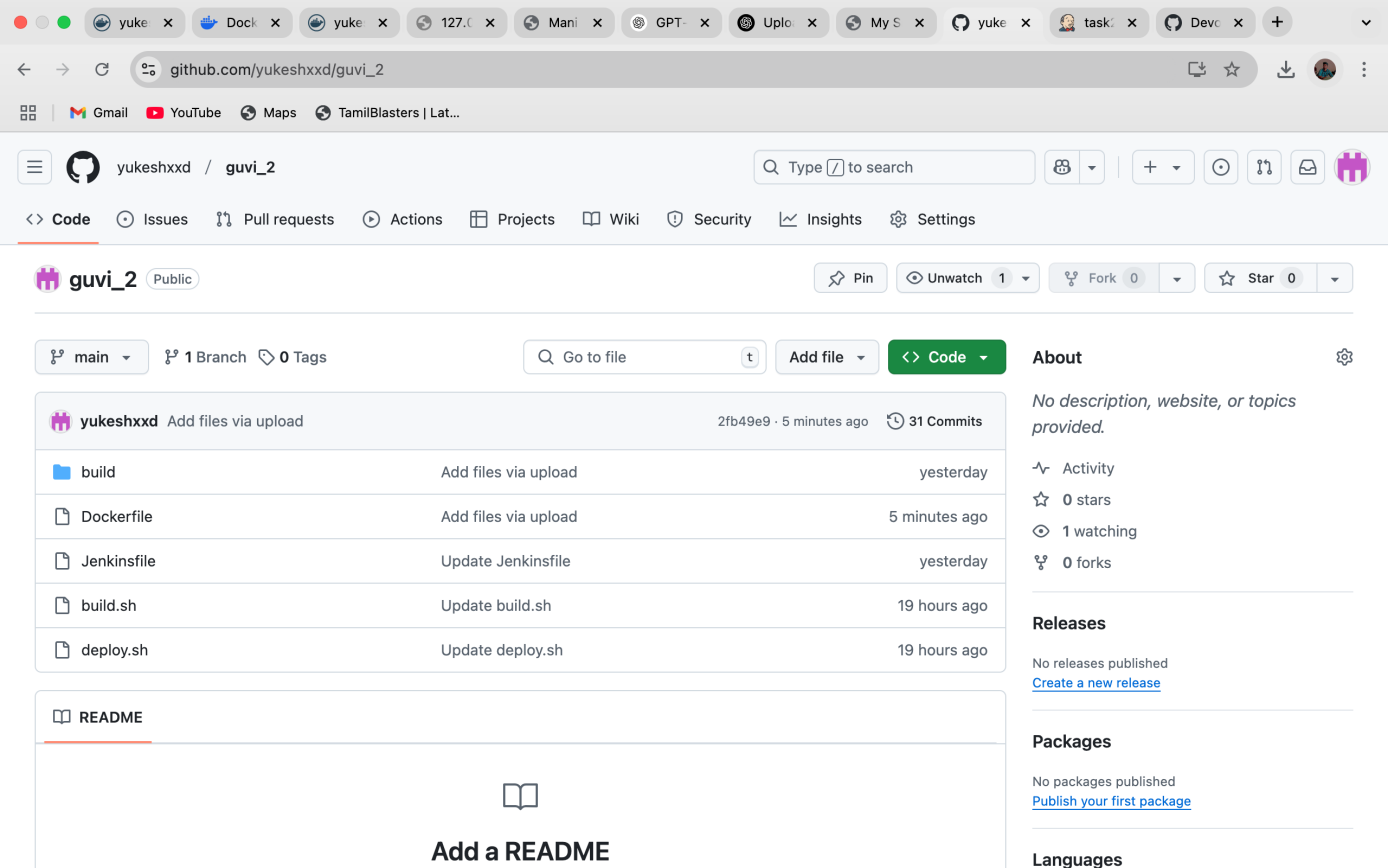 yuke
Dock
yuke
127.0
Mani
GPT-
Uplo
My S
yuke
task2
Devo
github.com/yukeshxxd/guvi_2
Gmail
YouTube
Maps
TamilBlasters | Lat...
yukeshxxd / guvi_2
Type / to search
Code
Issues
Pull requests
Actions
Projects
Wiki
Security
Insights
Settings
guvi_2 Public
Pin
Unwatch 1
Fork 0
Star 0
main
1 Branch
0 Tags
Go to file t
Add file
Code
yukeshxxd Add files via upload 2fb49e9 · 5 minutes ago 31 Commits
build Add files via upload yesterday
Dockerfile Add files via upload 5 minutes ago
Jenkinsfile Update Jenkinsfile yesterday
build.sh Update build.sh 19 hours ago
deploy.sh Update deploy.sh 19 hours ago
README
Add a README
About
No description, website, or topics
provided.
Activity
0 stars
1 watching
0 forks
Releases
No releases published
Create a new release
Packages
No packages published
Publish your first package
Languages